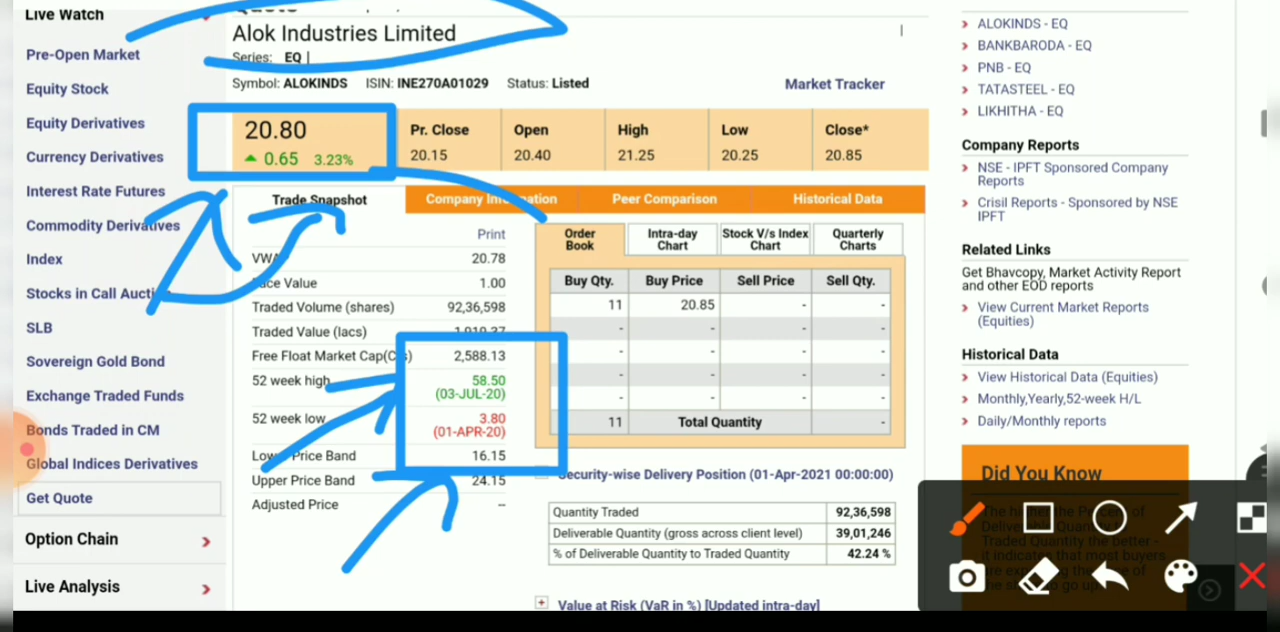 Live Watch
Pre-Open Market
Equity Stock
Equity Derivatives
Currency Derivatives
Interest Rate Futures
Commodity Derivatives
Index
Stocks in Call
SLB
Sovereign Gold Bond
Exchange Traded Funds
Bonds Traded in CM
Global Indices Derivatives
Get Quote
Option Chain
Live Analysis
Alok Industries Limited
Series: EQ |
Symbol: ALOKINDS ISIN: INE270A01029 Status: Listed
Market Tracker
20.80
0.65 3.23%
Pr. Close Open High Low Close*
20.15 20.40 21.25 20.25 20.85
Trade Snapshot Company Information Peer Comparison Historical Data
Print
20.78
Face Value 1.00
Traded Volume (shares) 92,36,598
Traded Value (lacs) 1,919.37
Free Float Market Cap(Crs) 2,588.13
52 week high 58.50
(03-JUL-20)
52 week low 3.80
(01-APR-20)
Lower Price Band 16.15
Upper Price Band 24.15
Adjusted Price --
Order Book
Intra-day Chart
Stock V/s Index Chart
Quarterly Charts
Buy Qty. Buy Price Sell Price Sell Qty.
11 20.85 - -
- - - -
- - - -
- - - -
- - - -
11 Total Quantity -
Security-wise Delivery Position (01-Apr-2021 00:00:00)
Quantity Traded 92,36,598
Deliverable Quantity (gross across client level) 39,01,246
% of Deliverable Quantity to Traded Quantity 42.24 %
Value at Risk (VaR in %) [Updated intra-day]
ALOKINDS - EQ
BANKBARODA - EQ
PNB - EQ
TATASTEEL - EQ
LIKHITHA - EQ
Company Reports
NSE - IPFT Sponsored Company
Reports
Crisil Reports - Sponsored by NSE
IPFT
Related Links
Get Bhavcopy, Market Activity Report
and other EOD reports
View Current Market Reports
(Equities)
Historical Data
View Historical Data (Equities)
Monthly,Yearly,52-week H/L
Daily/Monthly reports
Did You Know